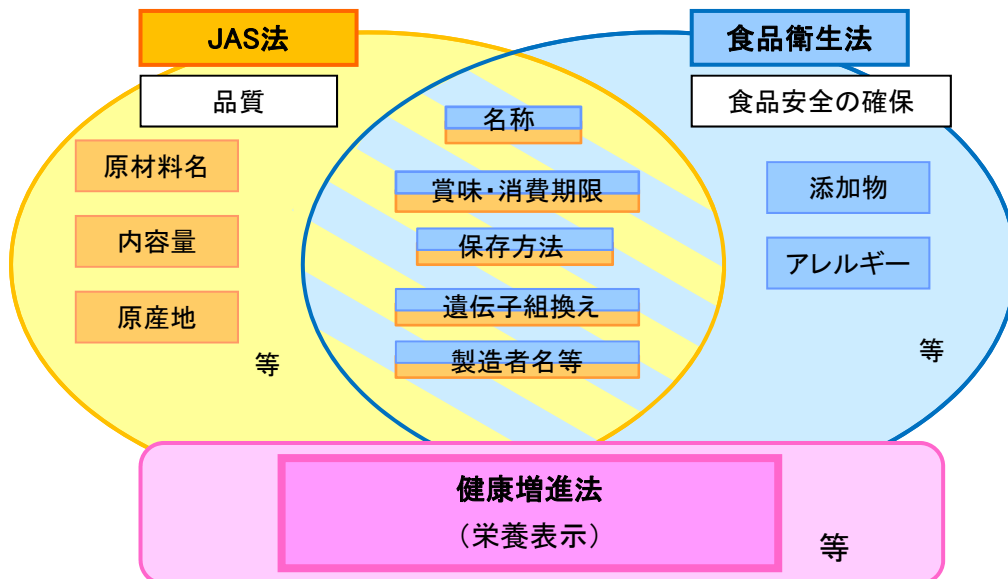 JAS法
品質
原材料名
内容量
原産地
等
名称
賞味・消費期限
保存方法
遺伝子組換え
製造者名等
食品衛生法
食品安全の確保
添加物
アレルギー
等
健康増進法
（栄養表示）
等